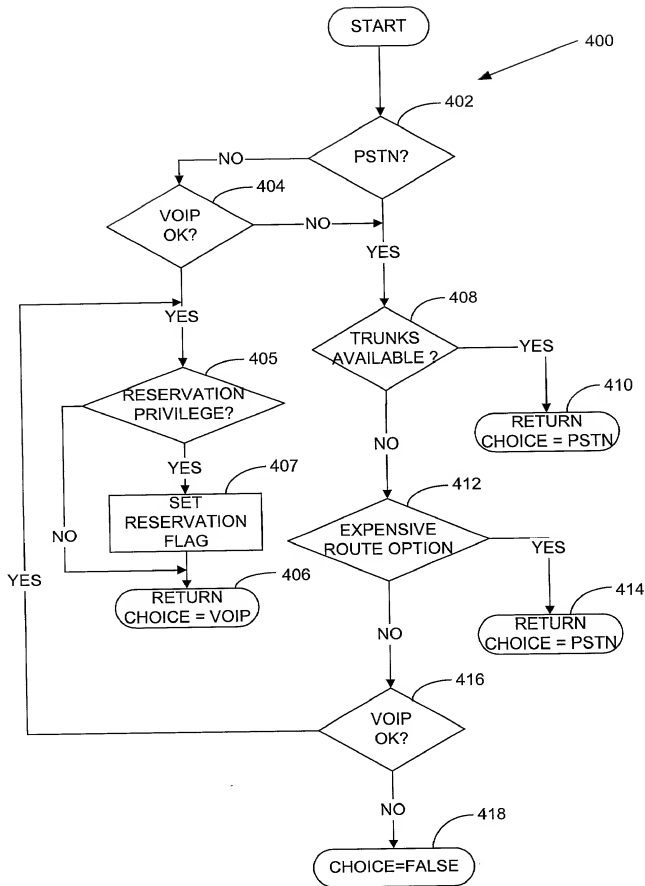 START
400
402
PSTN?
NO
404
VOIP
OK?
NO
YES
408
YES
TRUNKS
AVAILABLE ?
YES
405
RESERVATION
PRIVILEGE?
410
RETURN
CHOICE = PSTN
NO
YES
407
412
SET
RESERVATION
FLAG
EXPENSIVE
ROUTE OPTION
NO
YES
YES
406
RETURN
CHOICE = VOIP
414
RETURN
CHOICE = PSTN
NO
416
VOIP
OK?
NO
418
CHOICE=FALSE